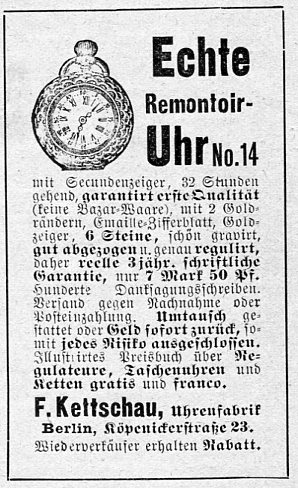 Echte
Remontoir-
Uhr No. 14
mit Secundenzeiger, 32 Stunden
gehend, garantirt erste Qualität
(keine Bazar-Waare), mit 2 Gold-
rändern, Emaille-Zifferblatt, Gold-
zeiger, 6 Steine, schön gravirt,
gut abgezogen u. genau regulirt,
daher reelle 3jähr. schriftliche
Garantie, nur 7 Mark 50 Pf.
Hunderte Danksagungsschreiben.
Versand gegen Nachnahme oder
Posteinzahlung. Umtausch ge-
stattet oder Geld sofort zurück, so-
mit jedes Risiko ausgeschlossen.
Illustrirtes Preisbuch über Re-
gulateure, Taschenuhren und
Ketten gratis und franco.
F. Kettschau, Uhrenfabrik
Berlin, Köpenickerstraße 23.
Wiederverkäufer erhalten Rabatt.